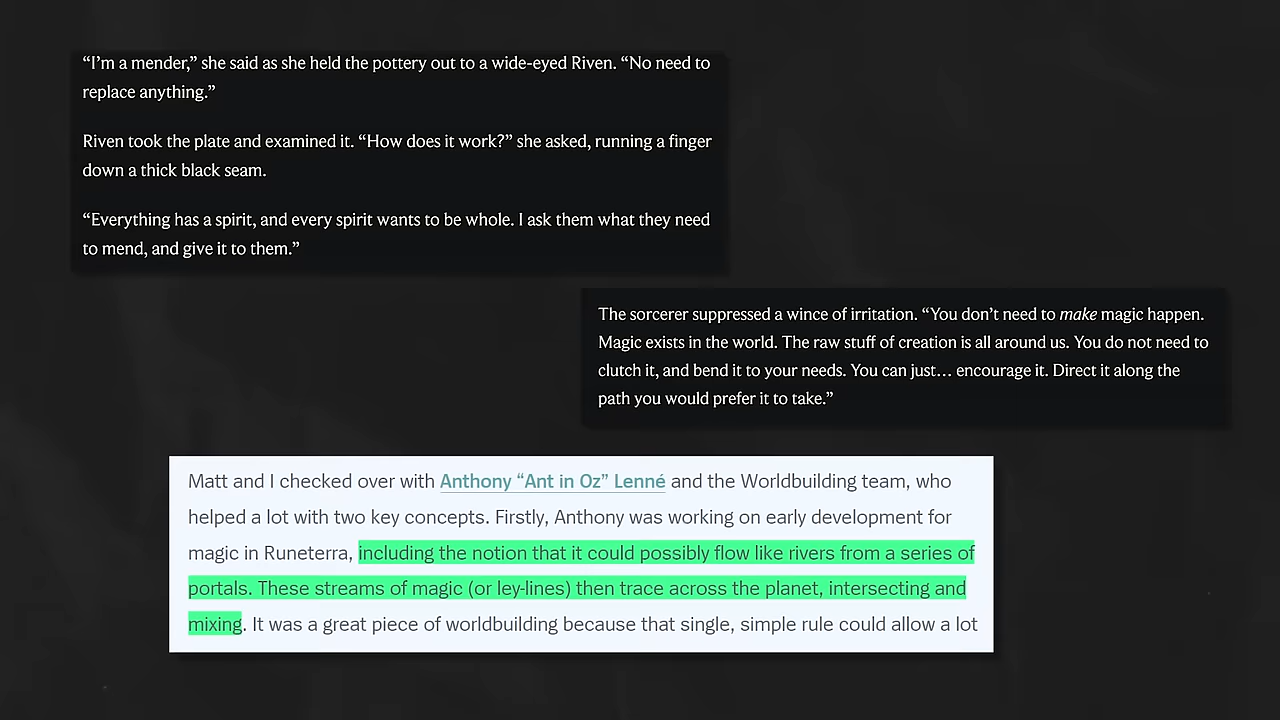 “I’m a mender,” she said as she held the pottery out to a wide-eyed Riven. “No need to
replace anything.”
Riven took the plate and examined it. “How does it work?” she asked, running a finger
down a thick black seam.
“Everything has a spirit, and every spirit wants to be whole. I ask them what they need
to mend, and give it to them.”
The sorcerer suppressed a wince of irritation. “You don’t need to make magic happen.
Magic exists in the world. The raw stuff of creation is all around us. You do not need to
clutch it, and bend it to your needs. You can just… encourage it. Direct it along the
path you would prefer it to take.”
Matt and I checked over with Anthony “Ant in Oz” Lenné and the Worldbuilding team, who
helped a lot with two key concepts. Firstly, Anthony was working on early development for
magic in Runeterra, including the notion that it could possibly flow like rivers from a series of
portals. These streams of magic (or ley-lines) then trace across the planet, intersecting and
mixing. It was a great piece of worldbuilding because that single, simple rule could allow a lot